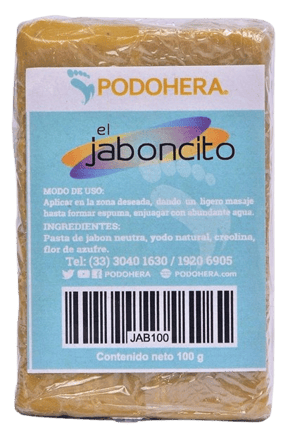 PODOHERA®
el
jaboncito
MODO DE USO:
Aplicar en la zona deseada, dando un ligero masaje
hasta formar espuma, enjuagar con abundante agua.
INGREDIENTES:
Pasta de jabon neutra, yodo natural, creolina,
flor de azufre.
Tel: (33) 3040 1630 / 1920 6905
PODOHERA PODOHERA.com
JAB100
Contenido neto 100 g